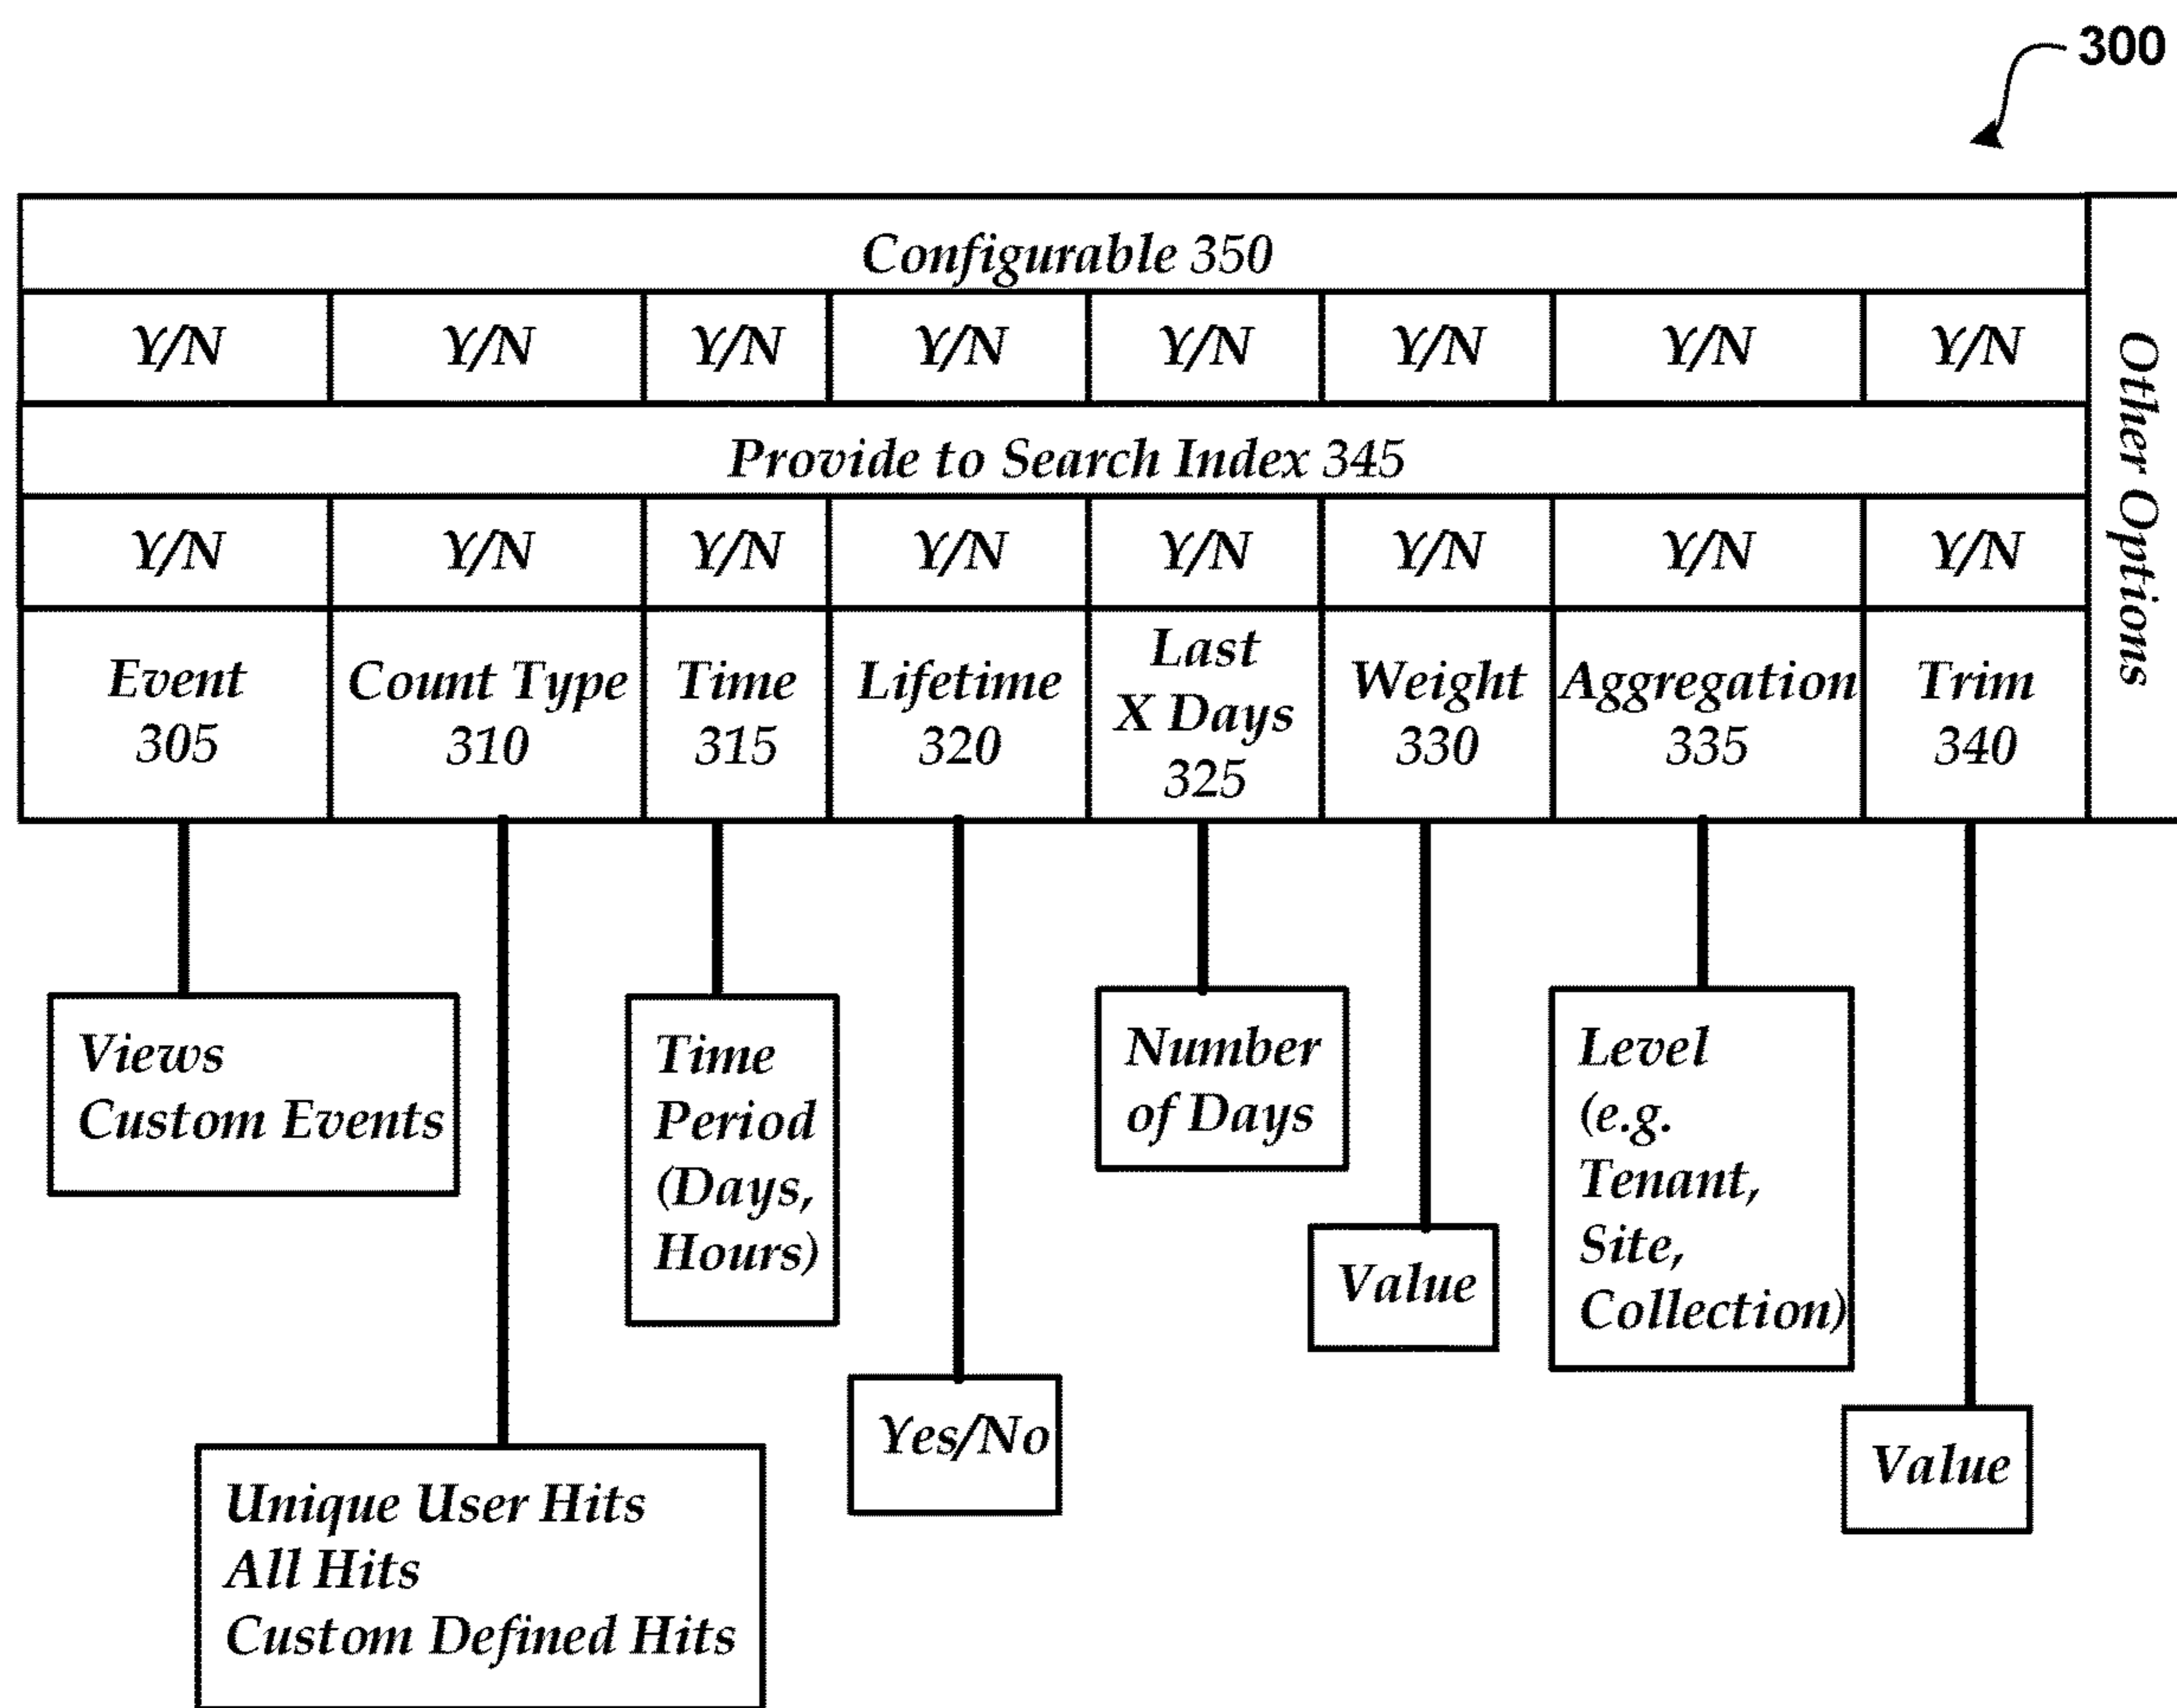 300
Configurable 350
Y/N Y/N Y/N Y/N Y/N Y/N Y/N Y/N
Provide to Search Index 345
Y/N Y/N Y/N Y/N Y/N Y/N Y/N Y/N
Event
305
Count Type
310
Time
315
Lifetime
320
Last
X Days
325
Weight
330
Aggregation
335
Trim
340
Other Options
Views
Custom Events
Time
Period
(Days,
Hours)
Number
of Days
Level
(e.g.
Tenant,
Site,
Collection)
Value
Yes/No
Value
Unique User Hits
All Hits
Custom Defined Hits